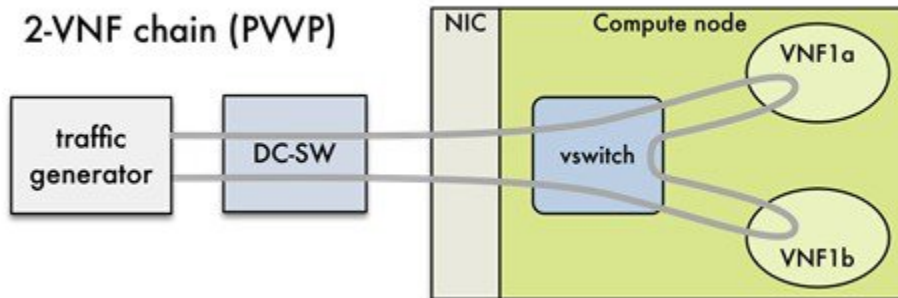 2-VNF chain (PVVP)
NIC
Compute node
VNF1a
traffic
generator
DC-SW
vswitch
VNF1b